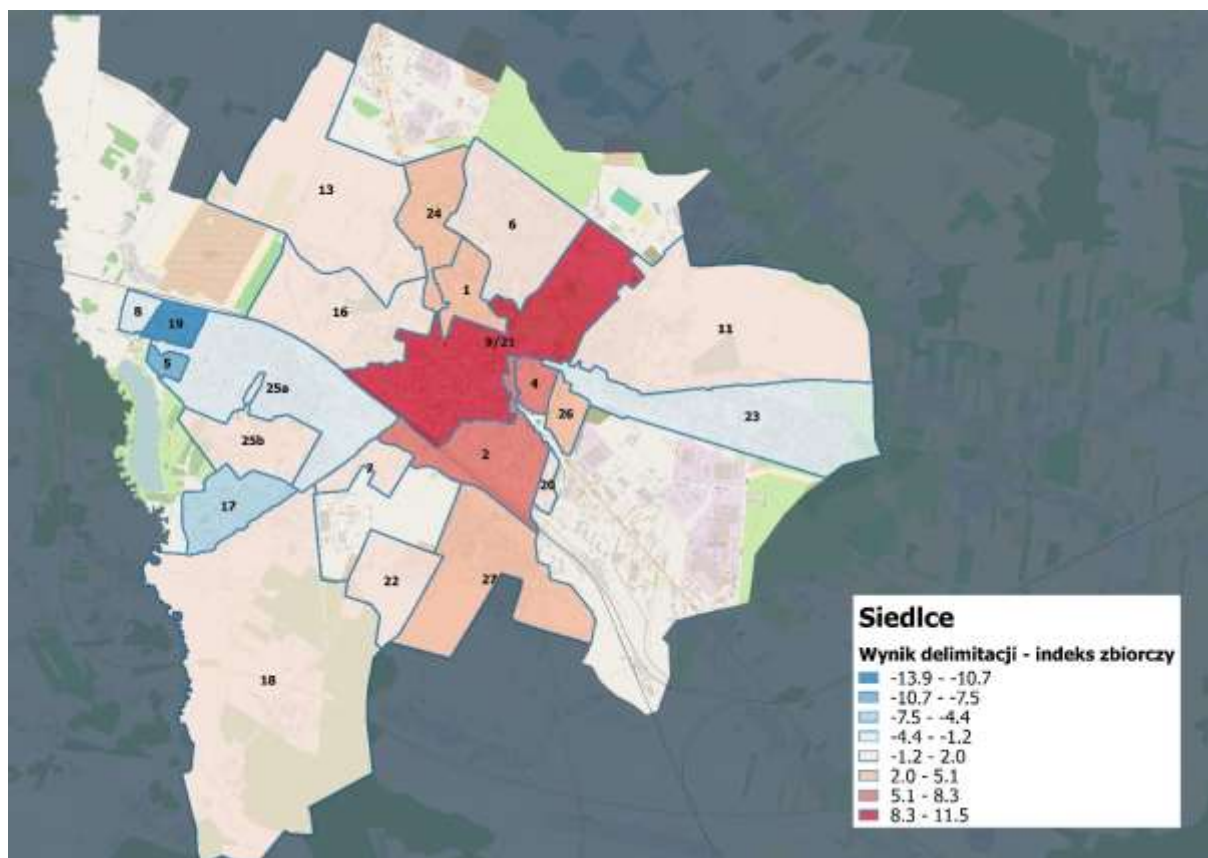 13
24
6
1
16
11
8
19
9/21
5
4
25a
26
23
25b
2
7
20
17
22
27
18
Siedlce
Wynik delimitacji - indeks zbiorczy
-13.9 - -10.7
-10.7 - -7.5
-7.5 - -4.4
-4.4 - -1.2
-1.2 - 2.0
2.0 - 5.1
5.1 - 8.3
8.3 - 11.5